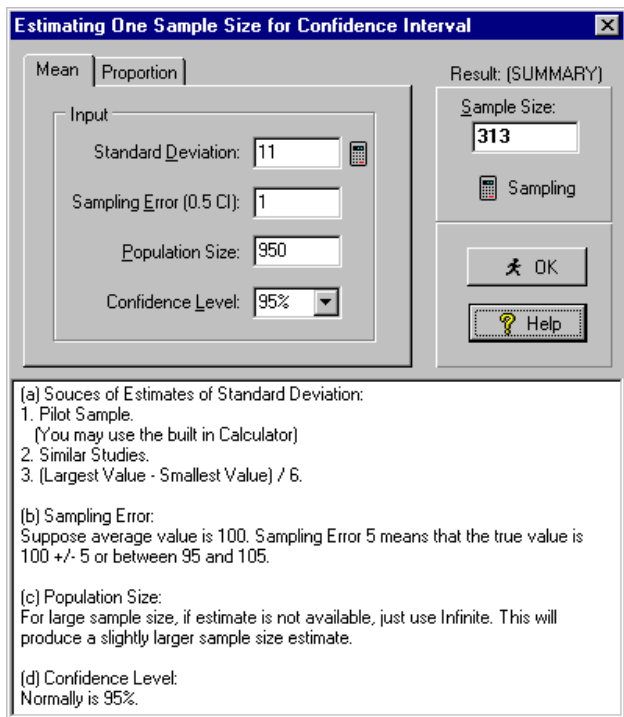 Estimating One Sample Size for Confidence Interval
Mean
Proportion
Input
Standard Deviation: 11
Sampling Error (0.5 CI): 1
Population Size: 950
Confidence Level: 95%
Result: (SUMMARY)
Sample Size:
313
Sampling
OK
? Help
(a) Souces of Estimates of Standard Deviation:
1. Pilot Sample.
(You may use the built in Calculator)
2. Similar Studies.
3. (Largest Value - Smallest Value) / 6.
(b) Sampling Error:
Suppose average value is 100. Sampling Error 5 means that the true value is
100 +/- 5 or between 95 and 105.
(c) Population Size:
For large sample size, if estimate is not available, just use Infinite. This will
produce a slightly larger sample size estimate.
(d) Confidence Level:
Normally is 95%.